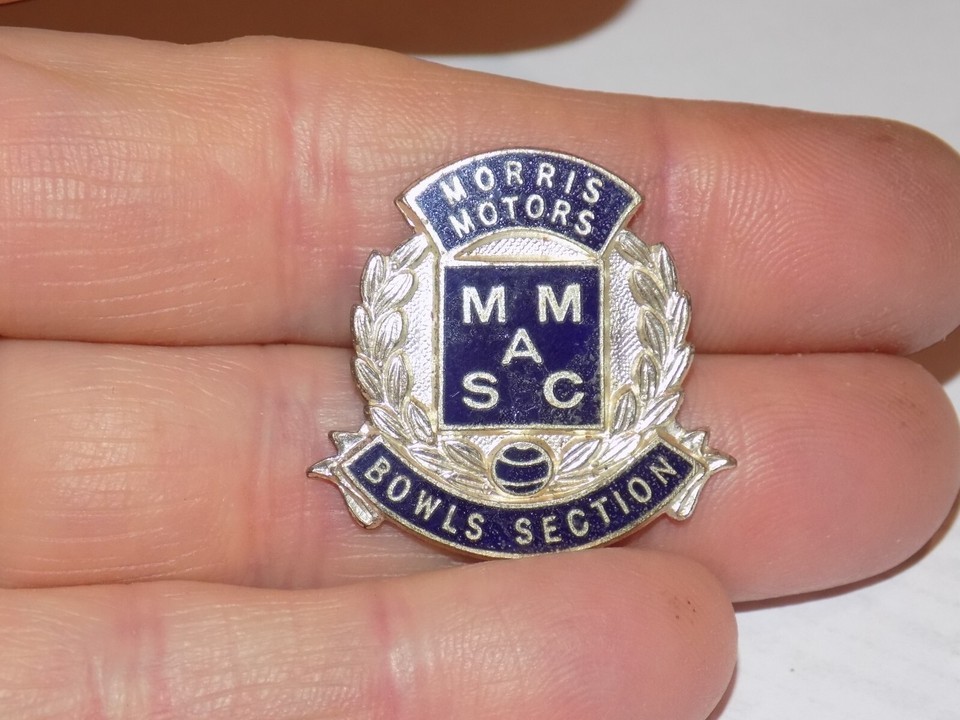 MORRIS
MOTORS
M M
A
S C
BOWLS SECTION